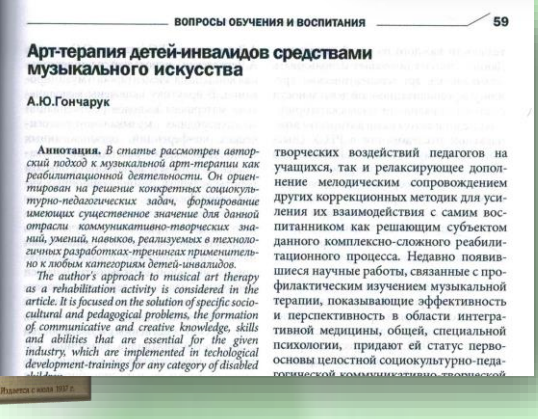 ВОПРОСЫ ОБУЧЕНИЯ И ВОСПИТАНИЯ
59
Арт-терапия детей-инвалидов средствами
музыкального искусства
А.Ю.Гончарук
Аннотация. В статье рассмотрен автор-
ский подход к музыкальной арт-терапии как
реабилитационной деятельности. Он ориен-
тирован на решение конкретных социокуль-
турно-педагогических задач, формирование
имеющих существенное значение для данной
отрасли коммуникативно-творческих зна-
ний, умений, навыков, реализуемых в техноло-
гичных разработках-тренингах применитель-
но к любым категориям детей-инвалидов.
The author's approach to musical art therapy
as a rehabilitation activity is considered in the
article. It is focused on the solution of specific socio-
cultural and pedagogical problems, the formation
of communicative and creative knowledge, skills
and abilities that are essential for the given
industry, which are implemented in techological
development-trainings for any category of disabled
children.
творческих воздействий педагогов на
учащихся, так и релаксирующее допол-
нение мелодическим сопровождением
других коррекционных методик для уси-
ления их взаимодействия с самим вос-
питанником как решающим субъектом
данного комплексно-сложного реабили-
тационного процесса. Недавно появив-
шиеся научные работы, связанные с про-
филактическим изучением музыкальной
терапии, показывающие эффективность
и перспективность в области интегра-
тивной медицины, общей, специальной
психологии, придают ей статус перво-
основы целостной социокультурно-педа-
гогической коммуникативно-творческой
Издается с июля 1997 г.